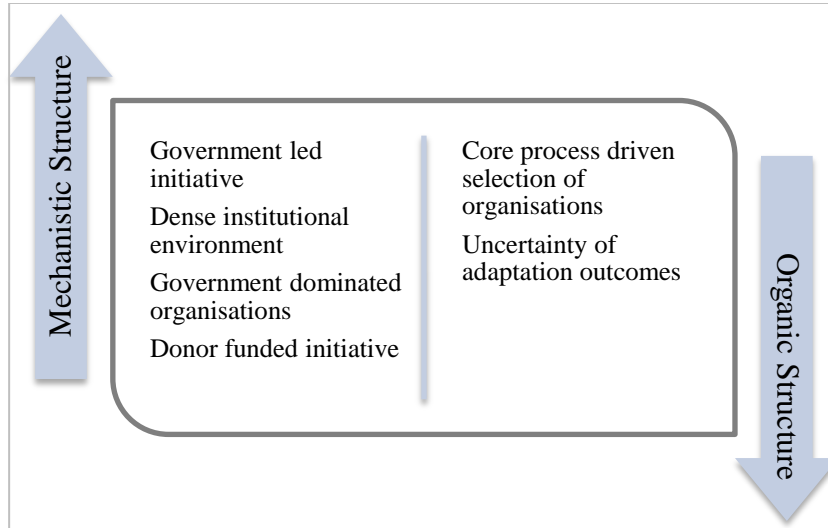 Mechanistic Structure
Government led
initiative
Dense institutional
environment
Government dominated
organisations
Donor funded initiative
Core process driven
selection of
organisations
Uncertainty of
adaptation outcomes
Organic Structure